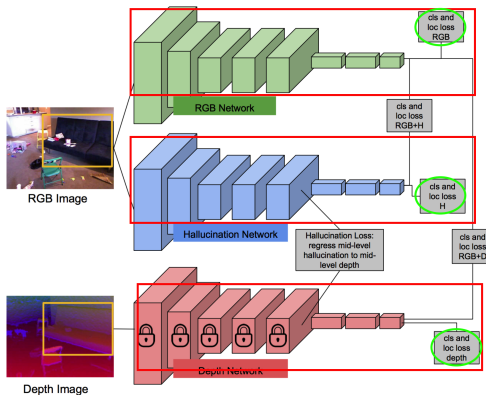 cls and
loc loss
RGB
RGB Network
cls and
loc loss
RGB+H
RGB Image
cls and
loc loss
H
Hallucination Network
Hallucination Loss:
regress mid-level
hallucination to mid-
level depth
cls and
loc loss
RGB+D
cls and
loc loss
depth
Depth Network
Depth Image